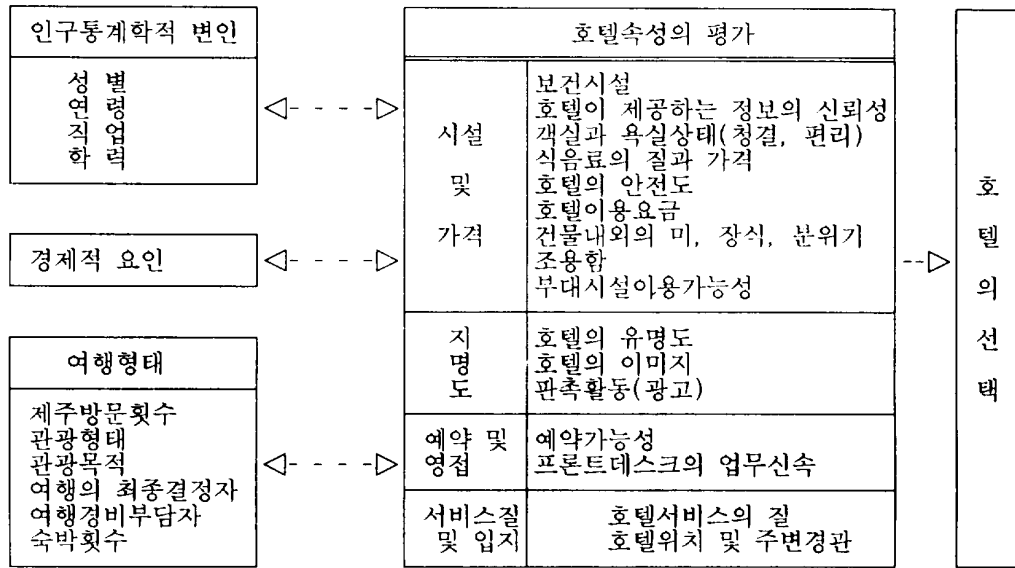 인구통계학적 변인
성 별
연 령
직 업
학 력
경제적 요인
여행형태
제주방문횟수
관광형태
관광목적
여행의 최종결정자
여행경비부담자
숙박횟수
호텔속성의 평가
시설
및
가격
보건시설
호텔이 제공하는 정보의 신뢰성
객실과 욕실상태(청결, 편리)
식음료의 질과 가격
호텔의 안전도
호텔이용요금
건물내외의 미, 장식, 분위기
조용함
부대시설이용가능성
지
명
도
호텔의 유명도
호텔의 이미지
판촉활동(광고)
예약 및
영접
예약가능성
프론트데스크의 업무신속
서비스질
및 입지
호텔서비스의 질
호텔위치 및 주변경관
호
텔
의
선
택